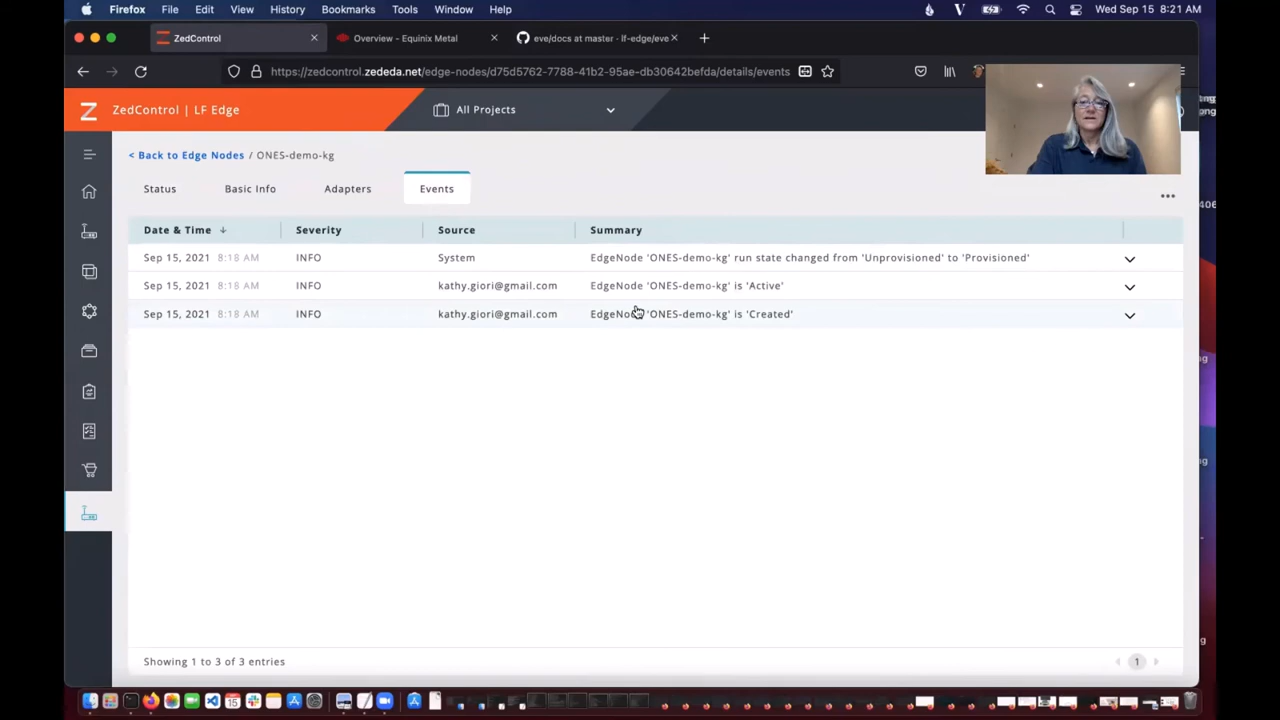 Firefox File Edit View History Bookmarks Tools Window Help
V Wed Sep 15 8:21 AM
ZedControl Overview - Equinix Metal eve/docs at master · lf-edge/eve
https://zedcontrol.zededa.net/edge-nodes/d75d5762-7788-41b2-95ae-db30642befda/details/events
Z ZedControl | LF Edge All Projects
< Back to Edge Nodes / ONES-demo-kg
Status Basic Info Adapters Events
Date & Time Severity Source Summary
Sep 15, 2021 8:18 AM INFO System EdgeNode 'ONES-demo-kg' run state changed from 'Unprovisioned' to 'Provisioned'
Sep 15, 2021 8:18 AM INFO kathy.giori@gmail.com EdgeNode 'ONES-demo-kg' is 'Active'
Sep 15, 2021 8:18 AM INFO kathy.giori@gmail.com EdgeNode 'ONES-demo-kg' is 'Created'
Showing 1 to 3 of 3 entries 1
15